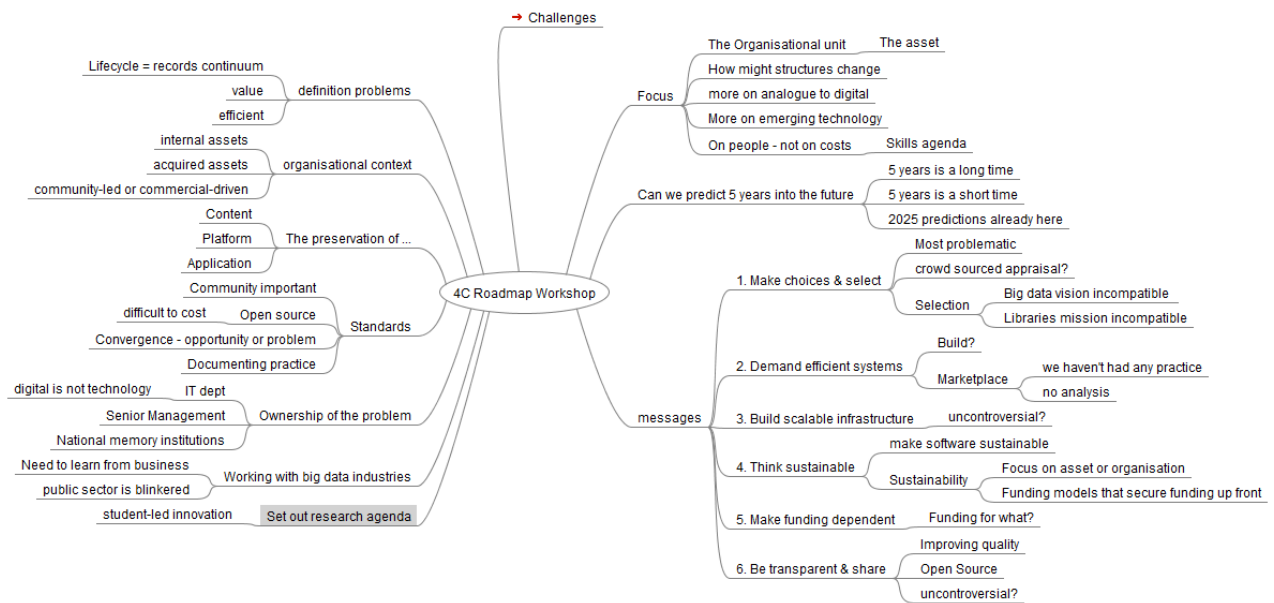 Challenges
Lifecycle = records continuum
value
efficient
definition problems
internal assets
acquired assets
community-led or commercial-driven
organisational context
Content
Platform
Application
The preservation of ...
Community important
difficult to cost
Open source
Convergence - opportunity or problem
Documenting practice
Standards
digital is not technology
IT dept
Senior Management
National memory institutions
Ownership of the problem
Need to learn from business
public sector is blinkered
Working with big data industries
student-led innovation
Set out research agenda
4C Roadmap Workshop
Focus
The Organisational unit
The asset
How might structures change
more on analogue to digital
More on emerging technology
On people - not on costs
Skills agenda
Can we predict 5 years into the future
5 years is a long time
5 years is a short time
2025 predictions already here
messages
1. Make choices & select
Most problematic
crowd sourced appraisal?
Selection
Big data vision incompatible
Libraries mission incompatible
2. Demand efficient systems
Build?
Marketplace
we haven't had any practice
no analysis
3. Build scalable infrastructure
uncontroversial?
4. Think sustainable
make software sustainable
Sustainability
Focus on asset or organisation
Funding models that secure funding up front
5. Make funding dependent
Funding for what?
6. Be transparent & share
Improving quality
Open Source
uncontroversial?